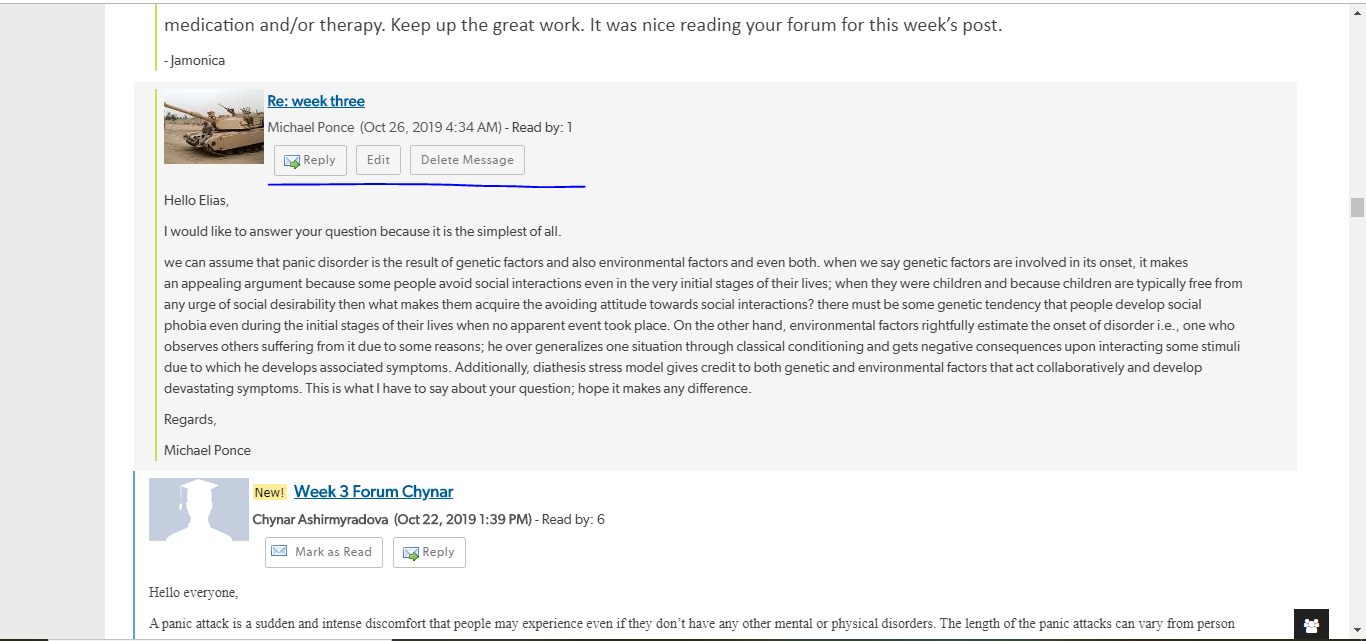 medication and/or therapy. Keep up the great work. It was nice reading your forum for this week's post.
- Jamonica
Re: week three
Michael Ponce (Oct 26, 2019 4:34 AM) - Read by: 1
Reply Edit Delete Message
Hello Elias,
I would like to answer your question because it is the simplest of all.
we can assume that panic disorder is the result of genetic factors and also environmental factors and even both. when we say genetic factors are involved in its onset, it makes
an appealing argument because some people avoid social interactions even in the very initial stages of their lives; when they were children and because children are typically free from
any urge of social desirability then what makes them acquire the avoiding attitude towards social interactions? there must be some genetic tendency that people develop social
phobia even during the initial stages of their lives when no apparent event took place. On the other hand, environmental factors rightfully estimate the onset of disorder i.e., one who
observes others suffering from it due to some reasons; he over generalizes one situation through classical conditioning and gets negative consequences upon interacting some stimuli
due to which he develops associated symptoms. Additionally, diathesis stress model gives credit to both genetic and environmental factors that act collaboratively and develop
devastating symptoms. This is what I have to say about your question; hope it makes any difference.
Regards,
Michael Ponce
New! Week 3 Forum Chynar
Chynar Ashirmyradova (Oct 22, 2019 1:39 PM) - Read by: 6
Mark as Read Reply
Hello everyone,
A panic attack is a sudden and intense discomfort that people may experience even if they don't have any other mental or physical disorders. The length of the panic attacks can vary from person